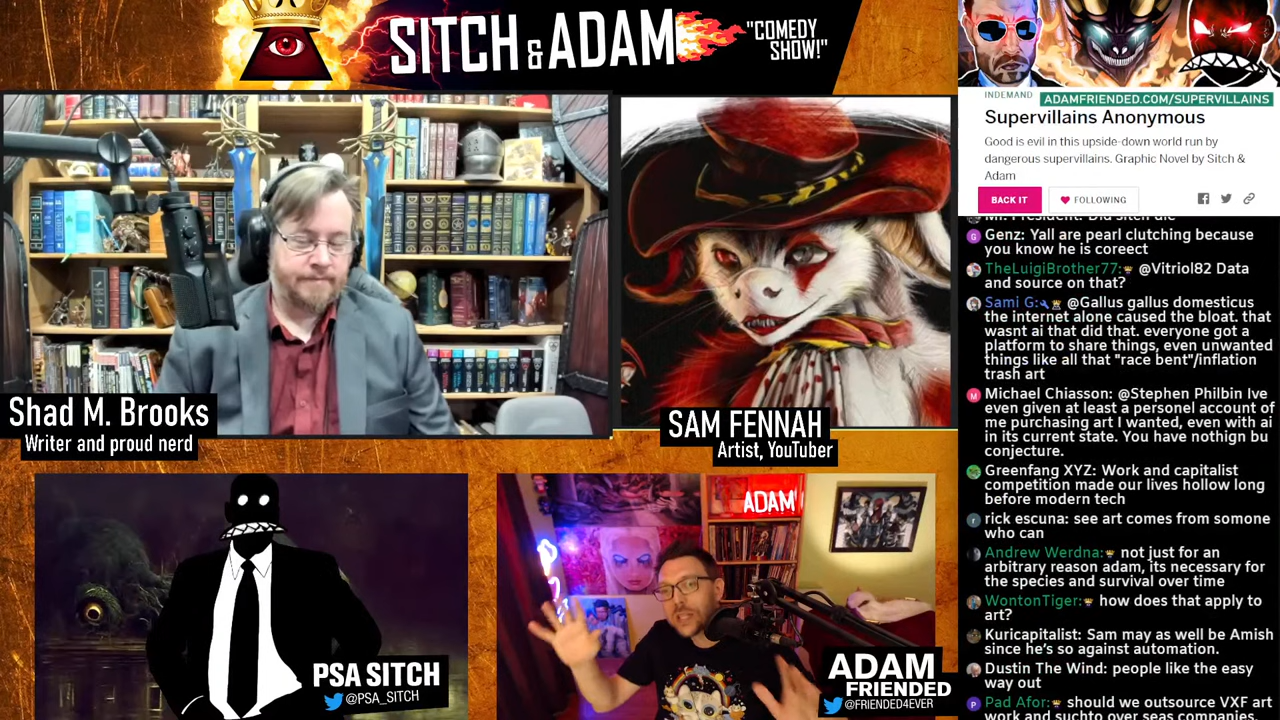 SITCH & ADAM
"COMEDY
SHOW!"
INDEMAND
ADAMFRIENDED.COM/SUPERVILLAINS
Supervillains Anonymous
Good is evil in this upside-down world run by
dangerous supervillains. Graphic Novel by Sitch &
Adam
BACK IT
FOLLOWING
Genz: Yall are pearl clutching because
you know he is coreect
TheLuigiBrother77: @Vitriol82 Data
and source on that?
Sami G: @Gallus gallus domesticus
the internet alone caused the bloat. that
wasnt ai that did that. everyone got a
platform to share things, even unwanted
things like all that "race bent"/inflation
trash art
Michael Chiasson: @Stephen Philbin Ive
even given at least a personel account of
me purchasing art I wanted, even with ai
in its current state. You have nothign bu
conjecture.
Greenfang XYZ: Work and capitalist
competition made our lives hollow long
before modern tech
rick escuna: see art comes from somone
who can
Andrew Werdna: not just for an
arbitrary reason adam, its necessary for
the species and survival over time
WontonTiger: how does that apply to
art?
Kuricapitalist: Sam may as well be Amish
since he's so against automation.
Dustin The Wind: people like the easy
way out
Pad Afor: should we outsource VXF art
work and suchto over seas
Shad M. Brooks
Writer and proud nerd
SAM FENNAH
Artist, YouTuber
PSA SITCH
@PSA_SITCH
ADAM
ADAM
FRIENDED
@FRIENDED4EVER